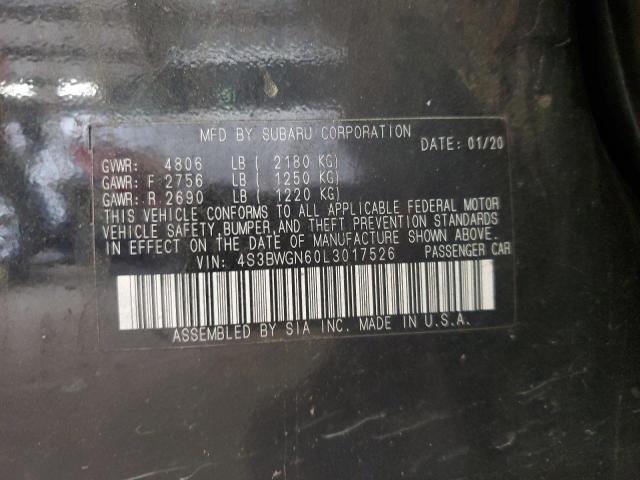 MFD BY SUBARU CORPORATION
DATE: 01/20
GVWR: 4806 LB ( 2180 KG)
GAWR: F 2756 LB ( 1250 KG)
GAWR: R 2690 LB ( 1220 KG)
THIS VEHICLE CONFORMS TO ALL APPLICABLE FEDERAL MOTOR
VEHICLE SAFETY, BUMPER, AND THEFT PREVENTION STANDARDS
IN EFFECT ON THE DATE OF MANUFACTURE SHOWN ABOVE.
VIN: 4S3BWGN60L3017526 PASSENGER CAR
ASSEMBLED BY SIA INC. MADE IN U.S.A.